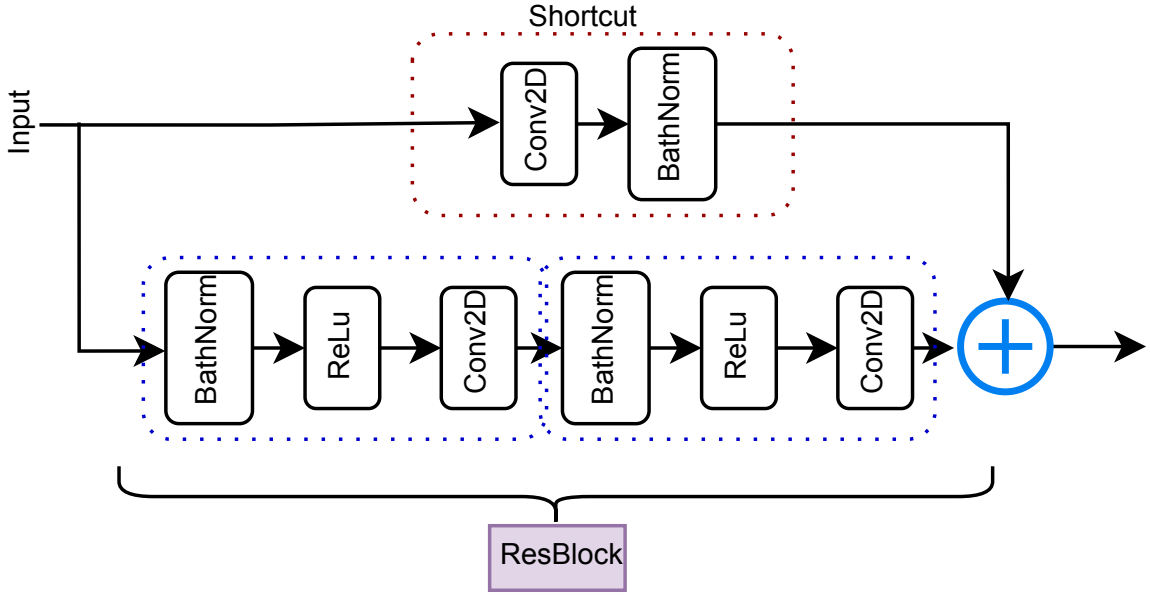 Shortcut
Input
Conv2D
BathNorm
BathNorm
ReLu
Conv2D
BathNorm
ReLu
Conv2D
ResBlock